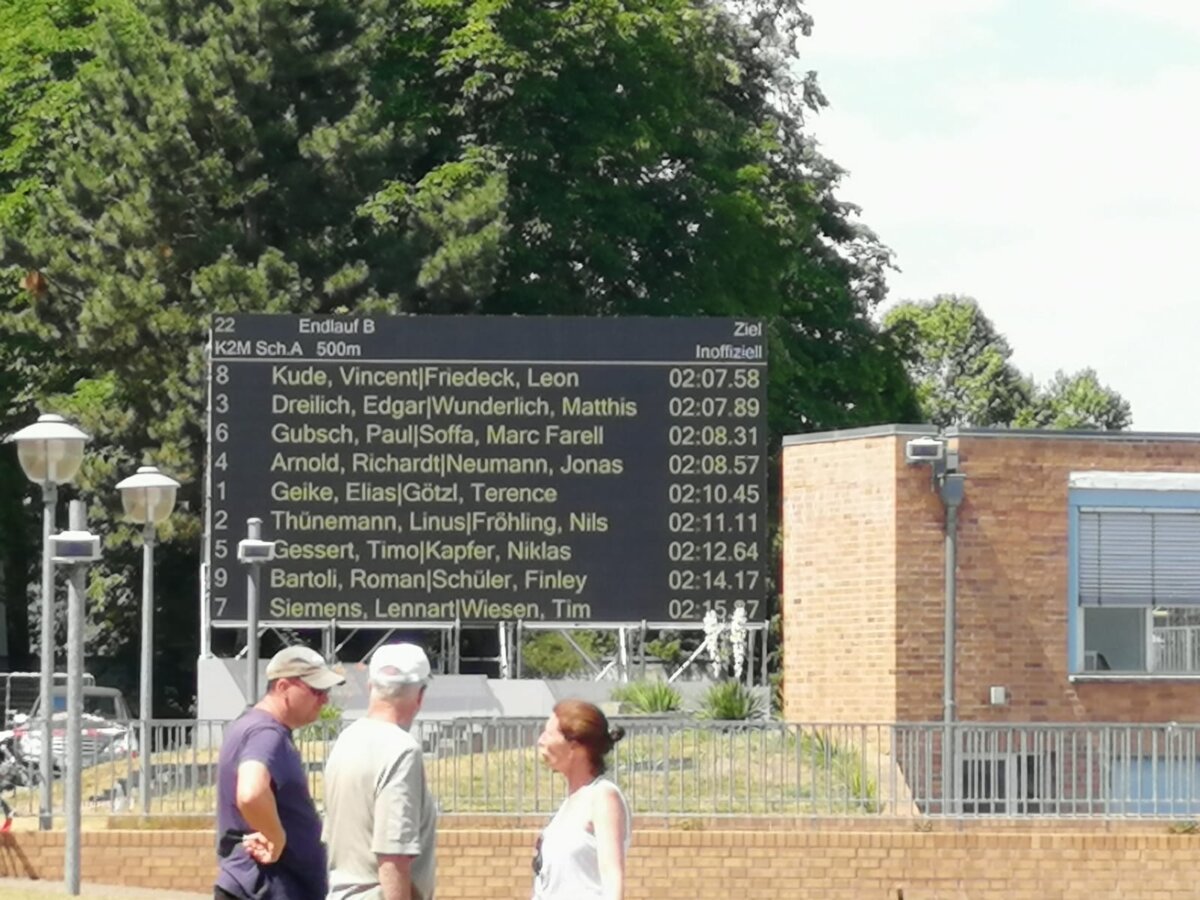 22 Endlauf B Ziel
K2M Sch.A 500m Inoffiziell
8 Kude, Vincent|Friedeck, Leon 02:07.58
3 Dreilich, Edgar|Wunderlich, Matthis 02:07.89
6 Gubsch, Paul|Soffa, Marc Farell 02:08.31
4 Arnold, Richardt|Neumann, Jonas 02:08.57
1 Geike, Elias|Götzl, Terence 02:10.45
2 Thünemann, Linus|Fröhling, Nils 02:11.11
5 Gessert, Timo|Kapfer, Niklas 02:12.64
9 Bartoli, Roman|Schüler, Finley 02:14.17
7 Siemens, Lennart|Wiesen, Tim